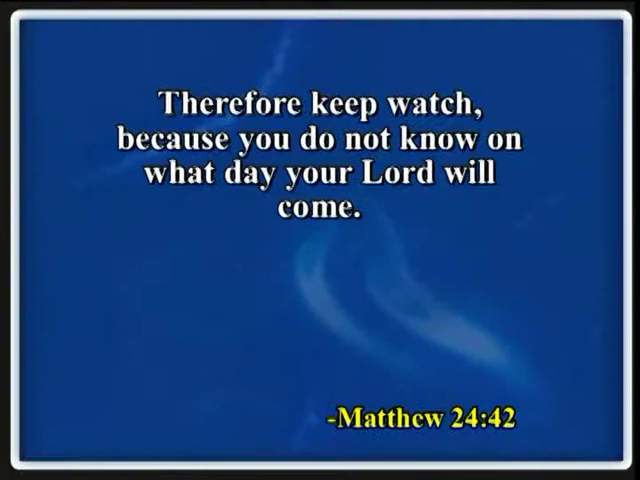 Therefore keep watch,
because you do not know on
what day your Lord will
come.
-Matthew 24:42